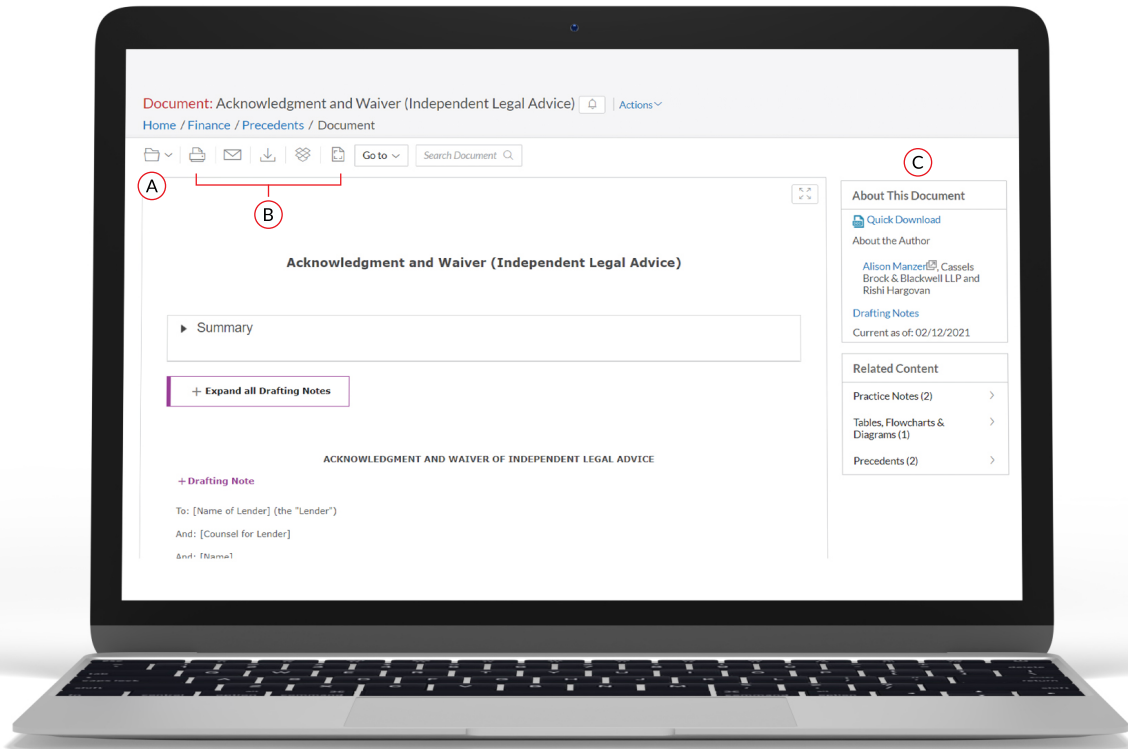 Document: Acknowledgment and Waiver (Independent Legal Advice) Actions
Home / Finance / Precedents / Document
Go to Search Document
A
B
C
Acknowledgment and Waiver (Independent Legal Advice)
Summary
+ Expand all Drafting Notes
ACKNOWLEDGMENT AND WAIVER OF INDEPENDENT LEGAL ADVICE
+Drafting Note
To: [Name of Lender] (the "Lender")
And: [Counsel for Lender]
And: [Name]
About This Document
Quick Download
About the Author
Alison Manzer, Cassels
Brock & Blackwell LLP and
Rishi Hargovan
Drafting Notes
Current as of: 02/12/2021
Related Content
Practice Notes (2)
Tables, Flowcharts &
Diagrams (1)
Precedents (2)